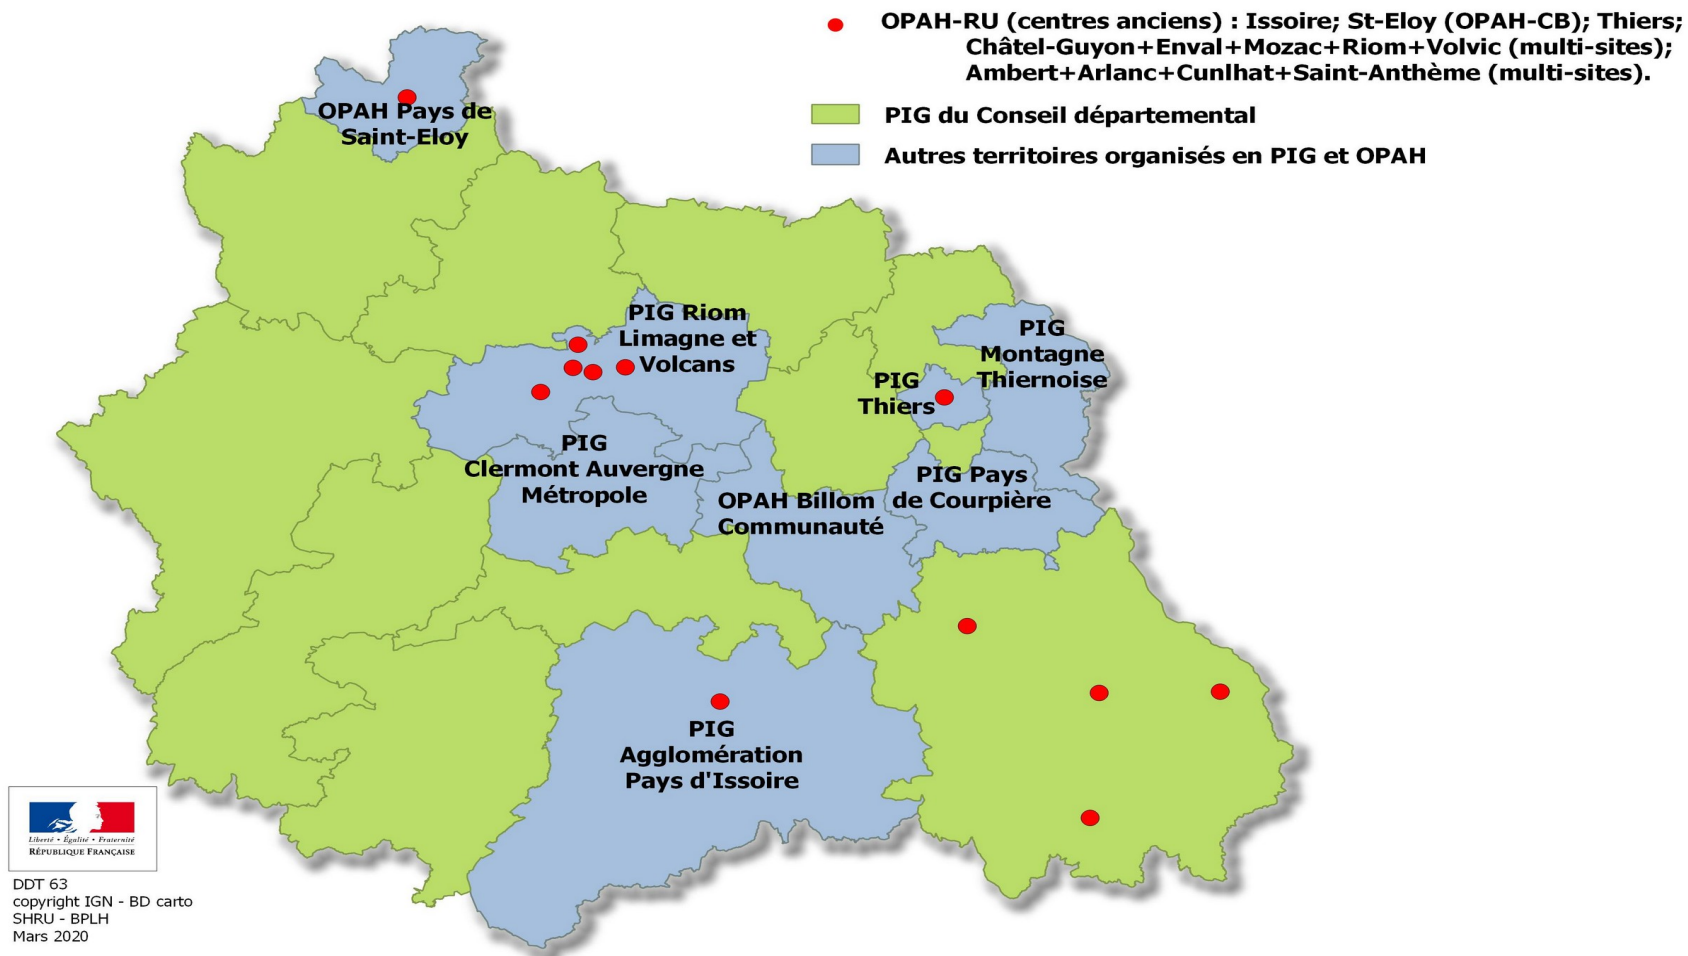 OPAH-RU (centres anciens) : Issoire; St-Eloy (OPAH-CB); Thiers;
Châtel-Guyon+Enval+Mozac+Riom+Volvic (multi-sites);
Ambert+Arlanc+Cunlhat+Saint-Anthème (multi-sites).
PIG du Conseil départemental
Autres territoires organisés en PIG et OPAH
OPAH Pays de
Saint-Eloy
PIG Riom
Limagne et
Volcans
PIG
Montagne
Thiernoise
PIG
Thiers
PIG
Clermont Auvergne
Métropole
OPAH Billom
Communauté
PIG Pays
de Courpière
PIG
Agglomération
Pays d'Issoire
Liberté • Égalité • Fraternité
RÉPUBLIQUE FRANÇAISE
DDT 63
copyright IGN - BD carto
SHRU - BPLH
Mars 2020